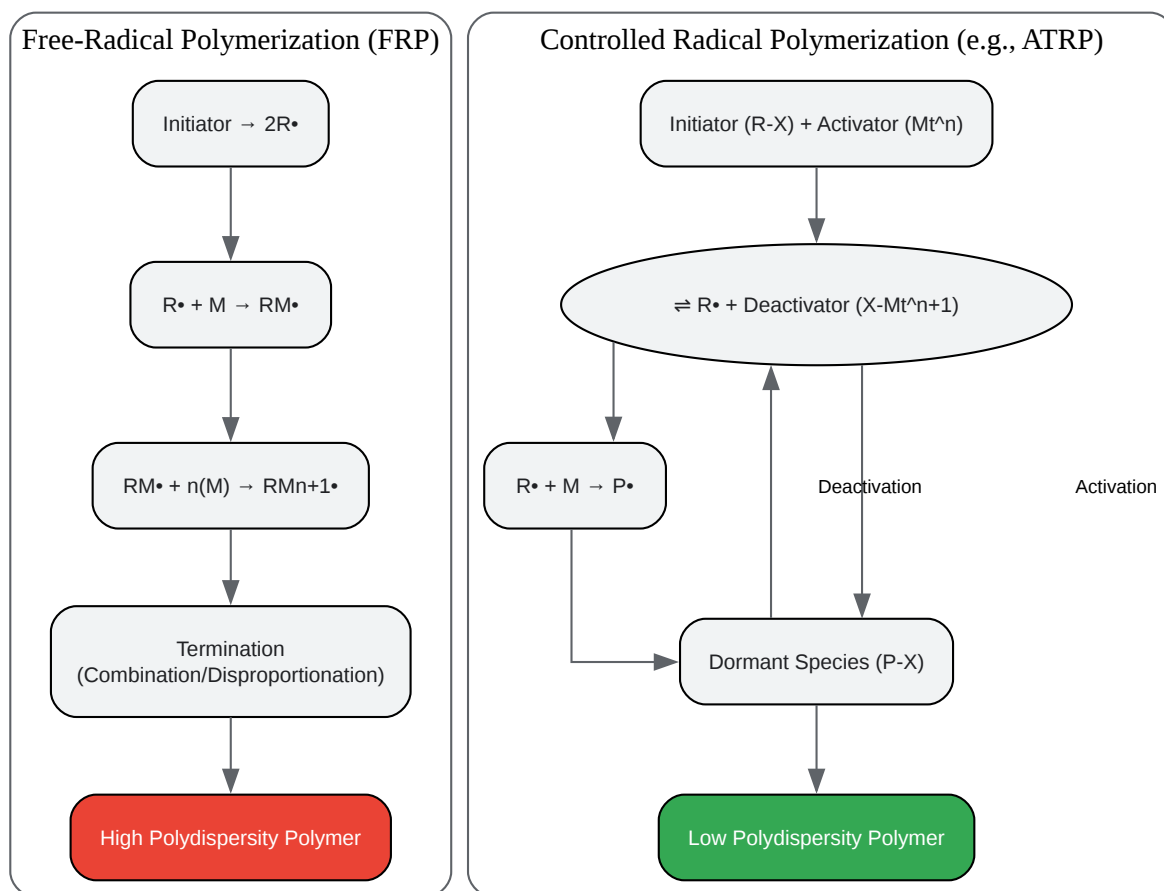 Free-Radical Polymerization (FRP)
Initiator → 2R•
R• + M → RM•
RM• + n(M) → RMn+1•
Termination
(Combination/Disproportionation)
High Polydispersity Polymer
Controlled Radical Polymerization (e.g., ATRP)
Initiator (R-X) + Activator (Mt^n)
⇌ R• + Deactivator (X-Mt^n+1)
R• + M → P•
Deactivation
Activation
Dormant Species (P-X)
Low Polydispersity Polymer